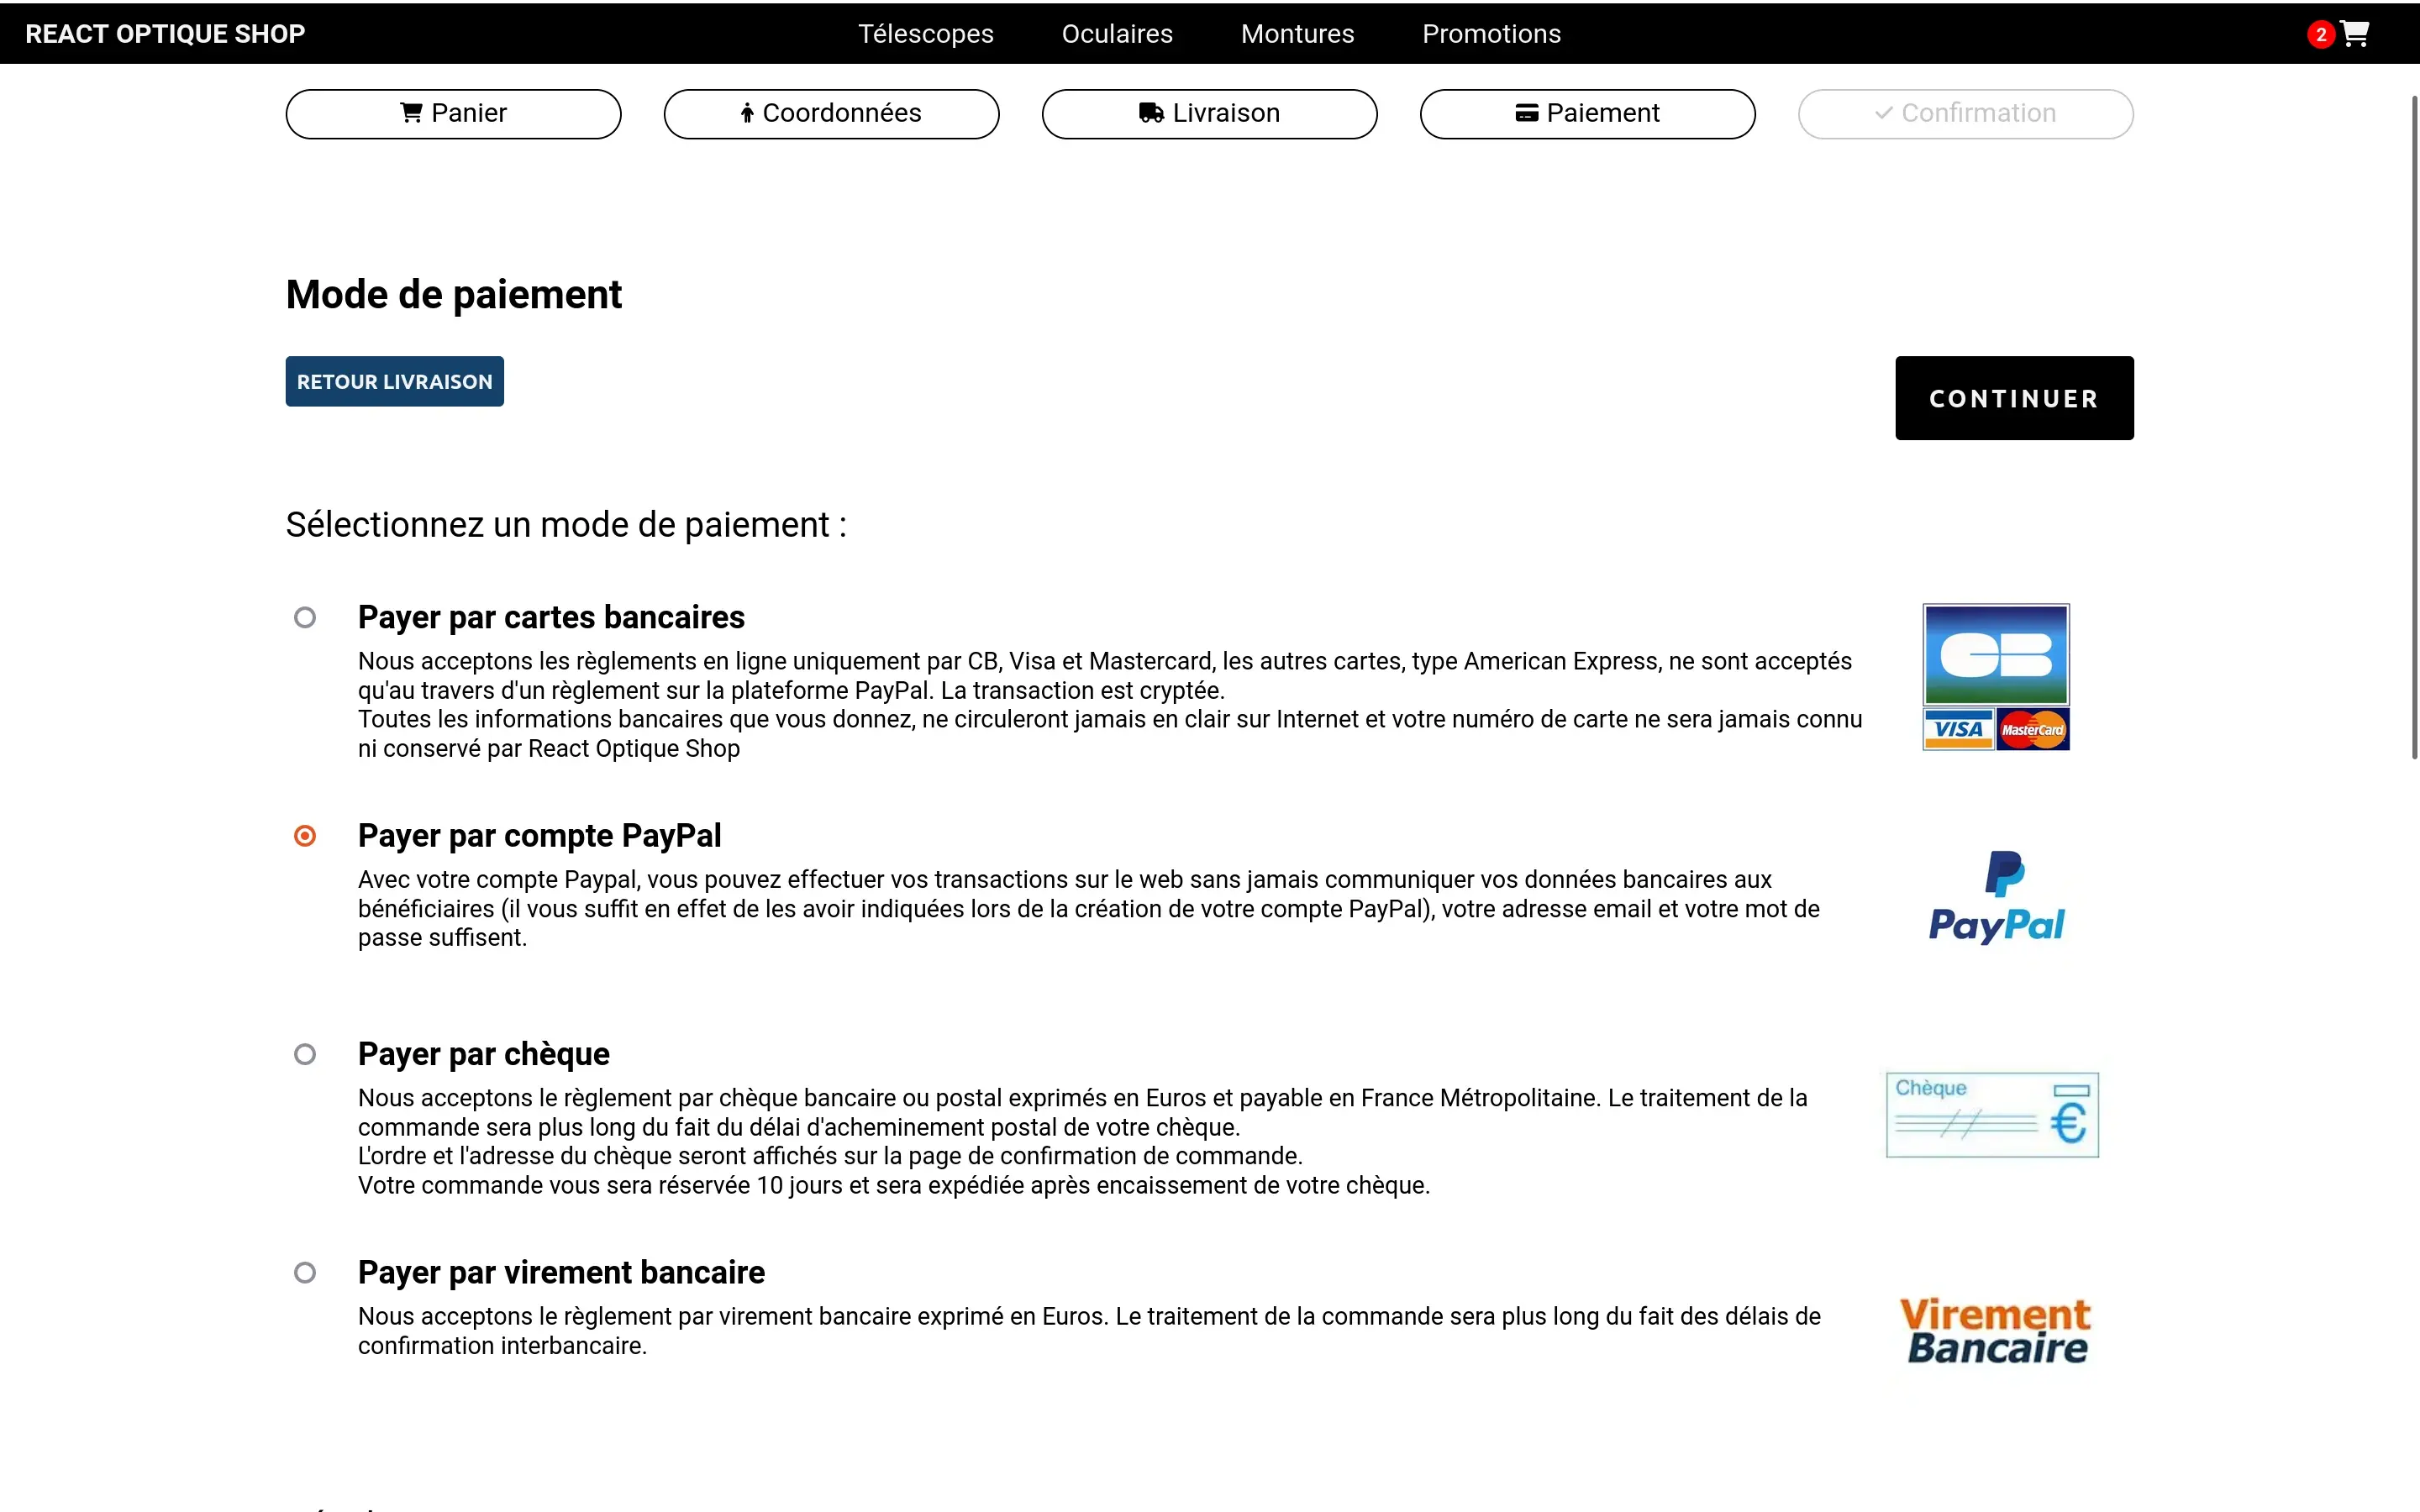 REACT OPTIQUE SHOP
Télescopes
Oculaires
Montures
Promotions
2
Panier
Coordonnées
Livraison
Paiement
Confirmation
Mode de paiement
RETOUR LIVRAISON
CONTINUER
Sélectionnez un mode de paiement :
Payer par cartes bancaires
Nous acceptons les règlements en ligne uniquement par CB, Visa et Mastercard, les autres cartes, type American Express, ne sont acceptés
qu'au travers d'un règlement sur la plateforme PayPal. La transaction est cryptée.
Toutes les informations bancaires que vous donnez, ne circuleront jamais en clair sur Internet et votre numéro de carte ne sera jamais connu
ni conservé par React Optique Shop
CB
VISA
MasterCard
Payer par compte PayPal
Avec votre compte Paypal, vous pouvez effectuer vos transactions sur le web sans jamais communiquer vos données bancaires aux
bénéficiaires (il vous suffit en effet de les avoir indiquées lors de la création de votre compte PayPal), votre adresse email et votre mot de
passe suffisent.
PayPal
Payer par chèque
Nous acceptons le règlement par chèque bancaire ou postal exprimés en Euros et payable en France Métropolitaine. Le traitement de la
commande sera plus long du fait du délai d'acheminement postal de votre chèque.
L'ordre et l'adresse du chèque seront affichés sur la page de confirmation de commande.
Votre commande vous sera réservée 10 jours et sera expédiée après encaissement de votre chèque.
Chèque
€
Payer par virement bancaire
Nous acceptons le règlement par virement bancaire exprimé en Euros. Le traitement de la commande sera plus long du fait des délais de
confirmation interbancaire.
Virement
Bancaire